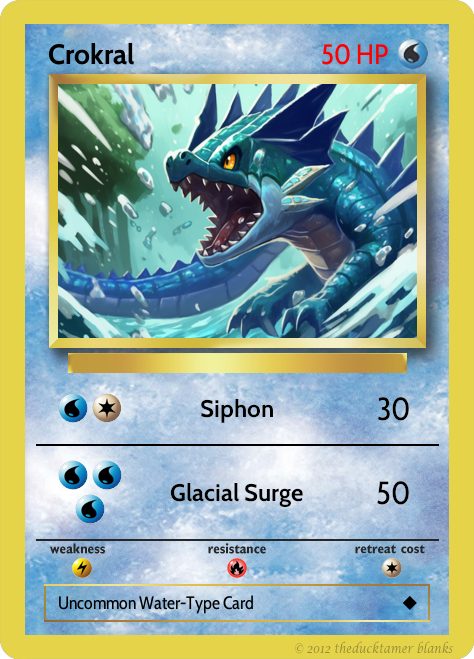 Crokral 50 HP
Siphon 30
Glacial Surge 50
weakness resistance retreat cost
Uncommon Water-Type Card
© 2012 theducktamer blanks